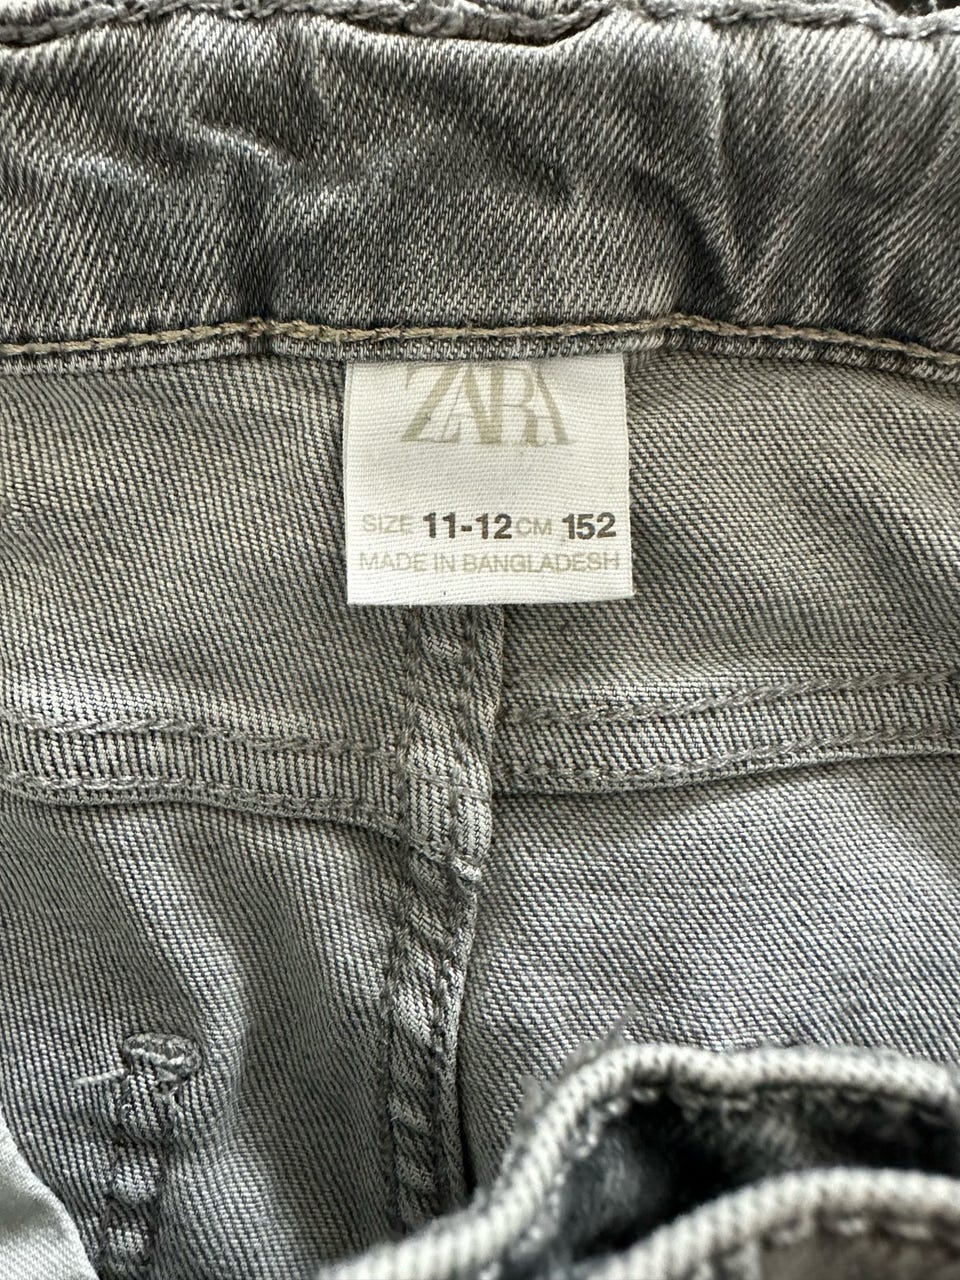 ZARA
SIZE 11-12 CM 152
MADE IN BANGLADESH